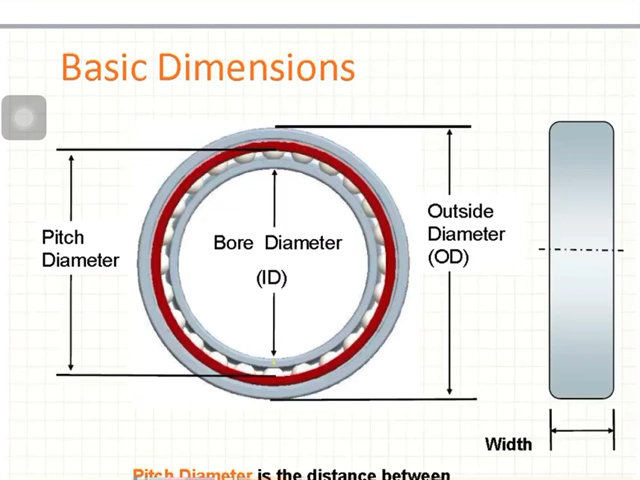 Basic Dimensions
Pitch
Diameter
Bore Diameter
(ID)
Outside
Diameter
(OD)
Width
Pitch Diameter is the distance between